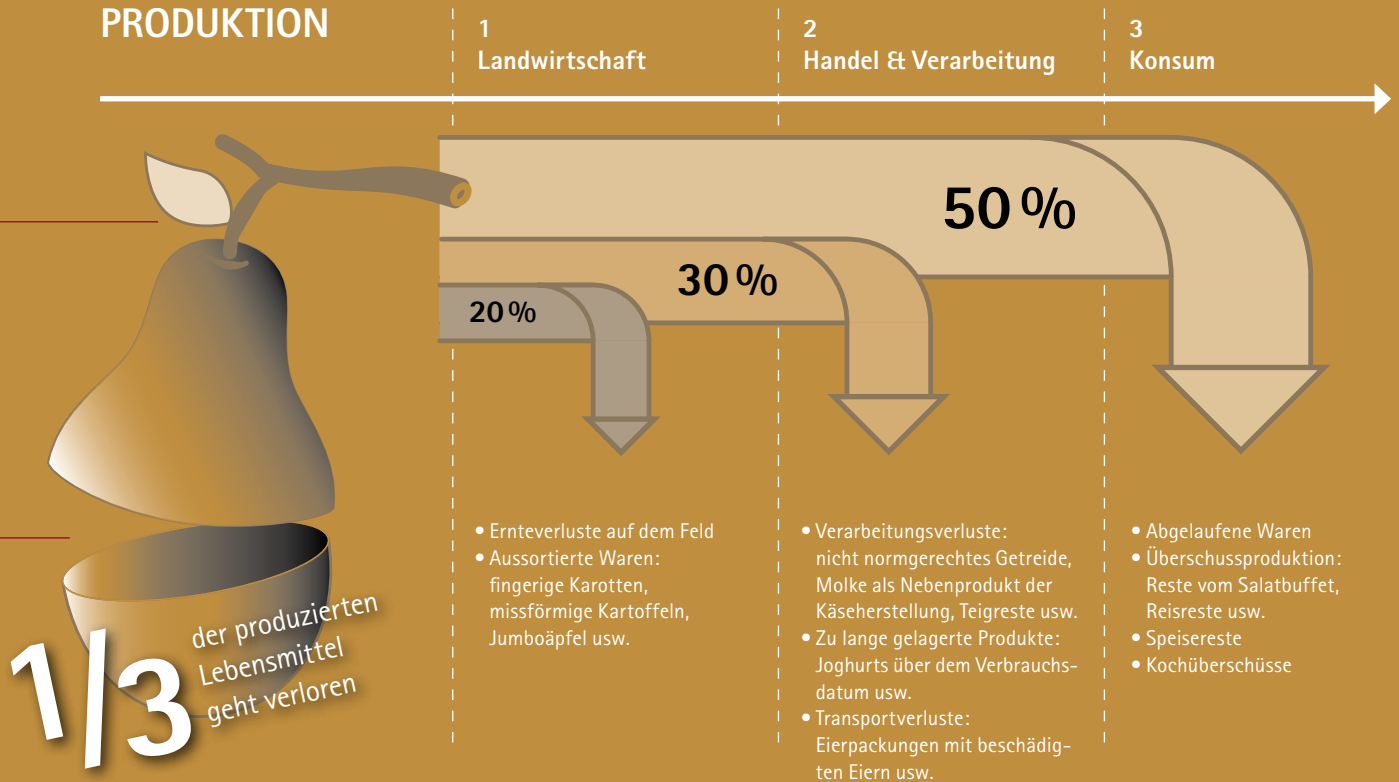 PRODUKTION
1
Landwirtschaft
2
Handel & Verarbeitung
3
Konsum
50 %
30 %
20 %
• Ernteverluste auf dem Feld
• Aussortierte Waren:
fingerige Karotten,
missförmige Kartoffeln,
Jumboäpfel usw.
• Verarbeitungsverluste:
nicht normgerechtes Getreide,
Molke als Nebenprodukt der
Käseherstellung, Teigreste usw.
• Zu lange gelagerte Produkte:
Joghurts über dem Verbrauchs-
datum usw.
• Transportverluste:
Eierpackungen mit beschädig-
ten Eiern usw.
• Abgelaufene Waren
• Überschussproduktion:
Reste vom Salatbuffet,
Reisreste usw.
• Speisereste
• Kochüberschüsse
1/3
der produzierten
Lebensmittel
geht verloren